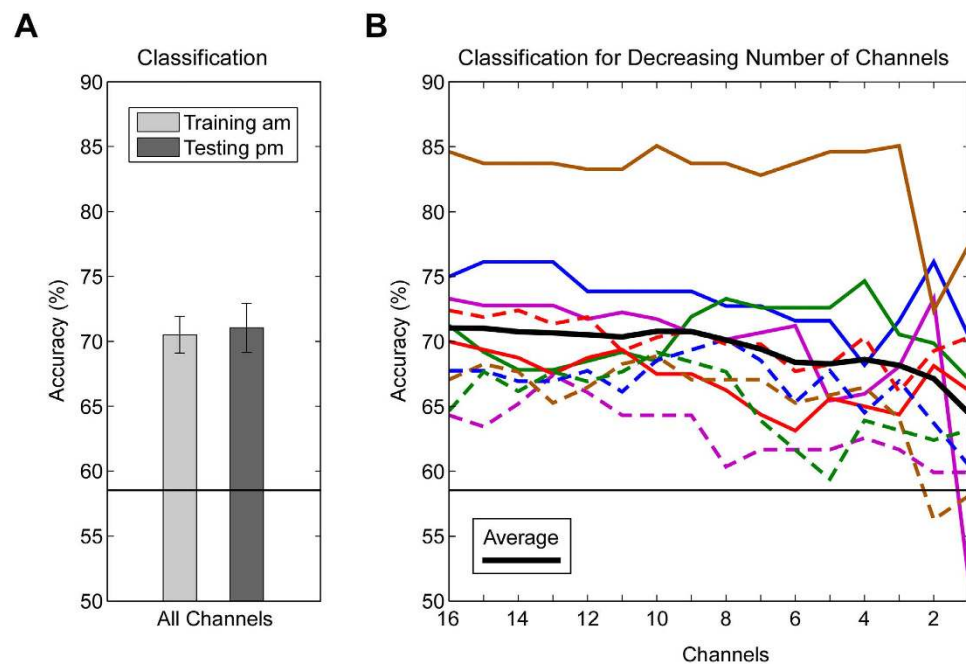 A
Classification
90
85
80
75
70
65
60
55
50
Accuracy (%)
Training am
Testing pm
All Channels
B
Classification for Decreasing Number of Channels
90
85
80
75
70
65
60
55
50
Accuracy (%)
Average
16 14 12 10 8 6 4 2
Channels